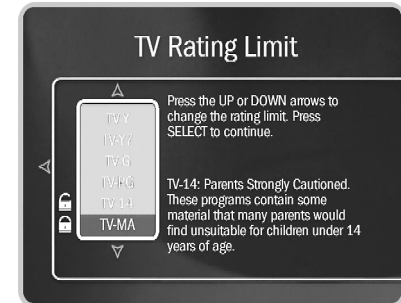 TV Rating Limit
Press the UP or DOWN arrows to
change the rating limit. Press
SELECT to continue.
TV-Y
TV-Y7
TV-G
TV-PG
TV-14
TV-MA
TV-14: Parents Strongly Cautioned.
These programs contain some
material that many parents would
find unsuitable for children under 14
years of age.